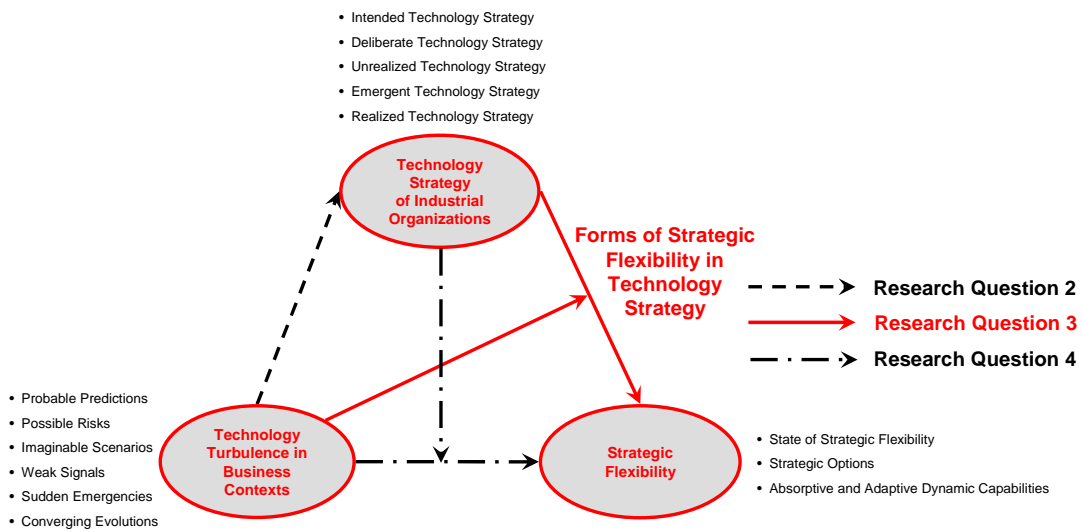 • Intended Technology Strategy
• Deliberate Technology Strategy
• Unrealized Technology Strategy
• Emergent Technology Strategy
• Realized Technology Strategy
Technology
Strategy
of Industrial
Organizations
Forms of Strategic
Flexibility in
Technology
Strategy
Research Question 2
Research Question 3
Research Question 4
• Probable Predictions
• Possible Risks
• Imaginable Scenarios
• Weak Signals
• Sudden Emergencies
• Converging Evolutions
Technology
Turbulence in
Business
Contexts
Strategic
Flexibility
• State of Strategic Flexibility
• Strategic Options
• Absorptive and Adaptive Dynamic Capabilities